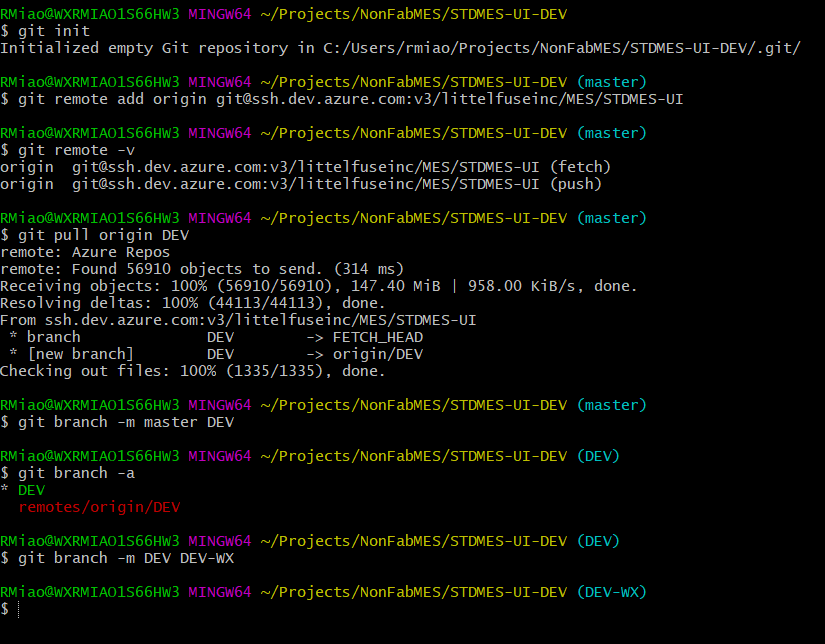 RMiao@WXRMIAO1S66HW3 MINGW64 ~/Projects/NonFabMES/STDMES-UI-DEV
$ git init
Initialized empty Git repository in C:/Users/rmiao/Projects/NonFabMES/STDMES-UI-DEV/.git/
RMiao@WXRMIAO1S66HW3 MINGW64 ~/Projects/NonFabMES/STDMES-UI-DEV (master)
$ git remote add origin git@ssh.dev.azure.com:v3/littelfuseinc/MES/STDMES-UI
RMiao@WXRMIAO1S66HW3 MINGW64 ~/Projects/NonFabMES/STDMES-UI-DEV (master)
$ git remote -v
origin  git@ssh.dev.azure.com:v3/littelfuseinc/MES/STDMES-UI (fetch)
origin  git@ssh.dev.azure.com:v3/littelfuseinc/MES/STDMES-UI (push)
RMiao@WXRMIAO1S66HW3 MINGW64 ~/Projects/NonFabMES/STDMES-UI-DEV (master)
$ git pull origin DEV
remote: Azure Repos
remote: Found 56910 objects to send. (314 ms)
Receiving objects: 100% (56910/56910), 147.40 MiB | 958.00 KiB/s, done.
Resolving deltas: 100% (44113/44113), done.
From ssh.dev.azure.com:v3/littelfuseinc/MES/STDMES-UI
 * branch              DEV        -> FETCH_HEAD
 * [new branch]        DEV        -> origin/DEV
Checking out files: 100% (1335/1335), done.
RMiao@WXRMIAO1S66HW3 MINGW64 ~/Projects/NonFabMES/STDMES-UI-DEV (master)
$ git branch -m master DEV
RMiao@WXRMIAO1S66HW3 MINGW64 ~/Projects/NonFabMES/STDMES-UI-DEV (DEV)
$ git branch -a
* DEV
  remotes/origin/DEV
RMiao@WXRMIAO1S66HW3 MINGW64 ~/Projects/NonFabMES/STDMES-UI-DEV (DEV)
$ git branch -m DEV DEV-WX
RMiao@WXRMIAO1S66HW3 MINGW64 ~/Projects/NonFabMES/STDMES-UI-DEV (DEV-WX)
$